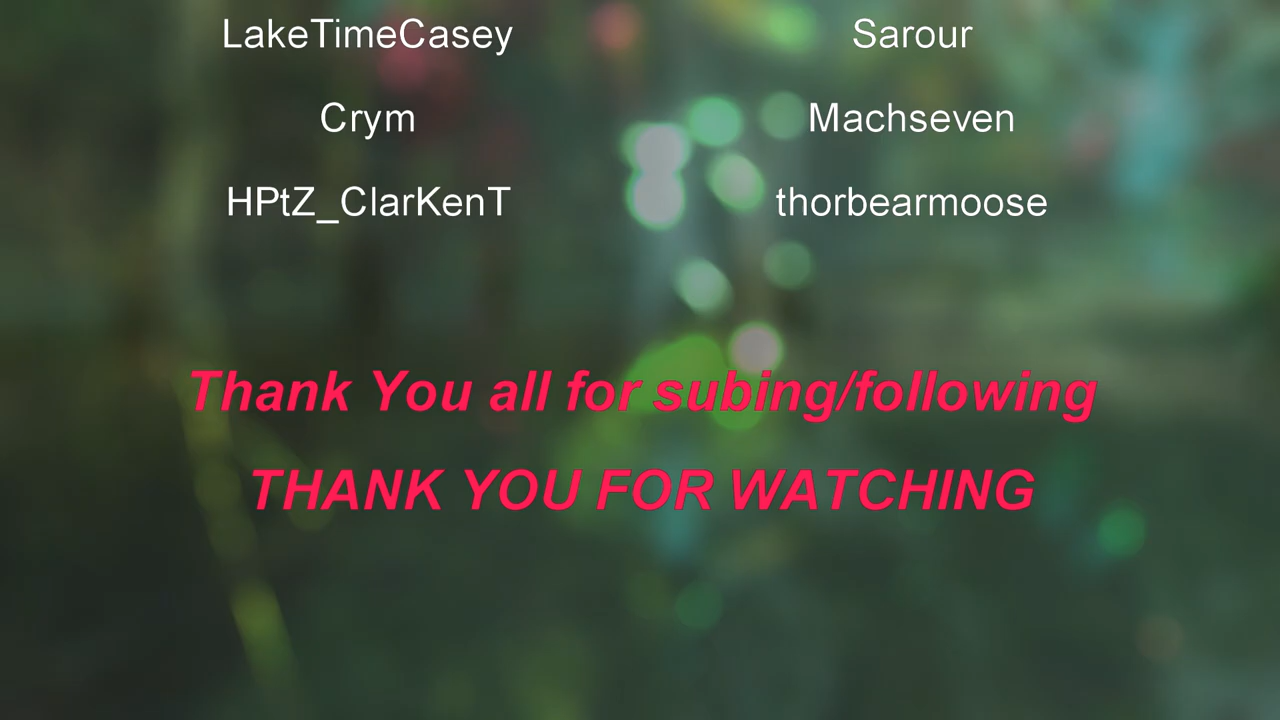 LakeTimeCasey Sarour
Crym Machseven
HPtZ_ClarKenT thorbearmoose
Thank You all for subing/following
THANK YOU FOR WATCHING